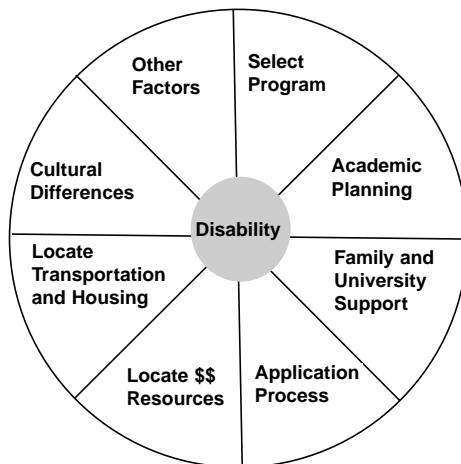 Other
Factors
Select
Program
Cultural
Differences
Academic
Planning
Disability
Locate
Transportation
and Housing
Family and
University
Support
Locate $$
Resources
Application
Process